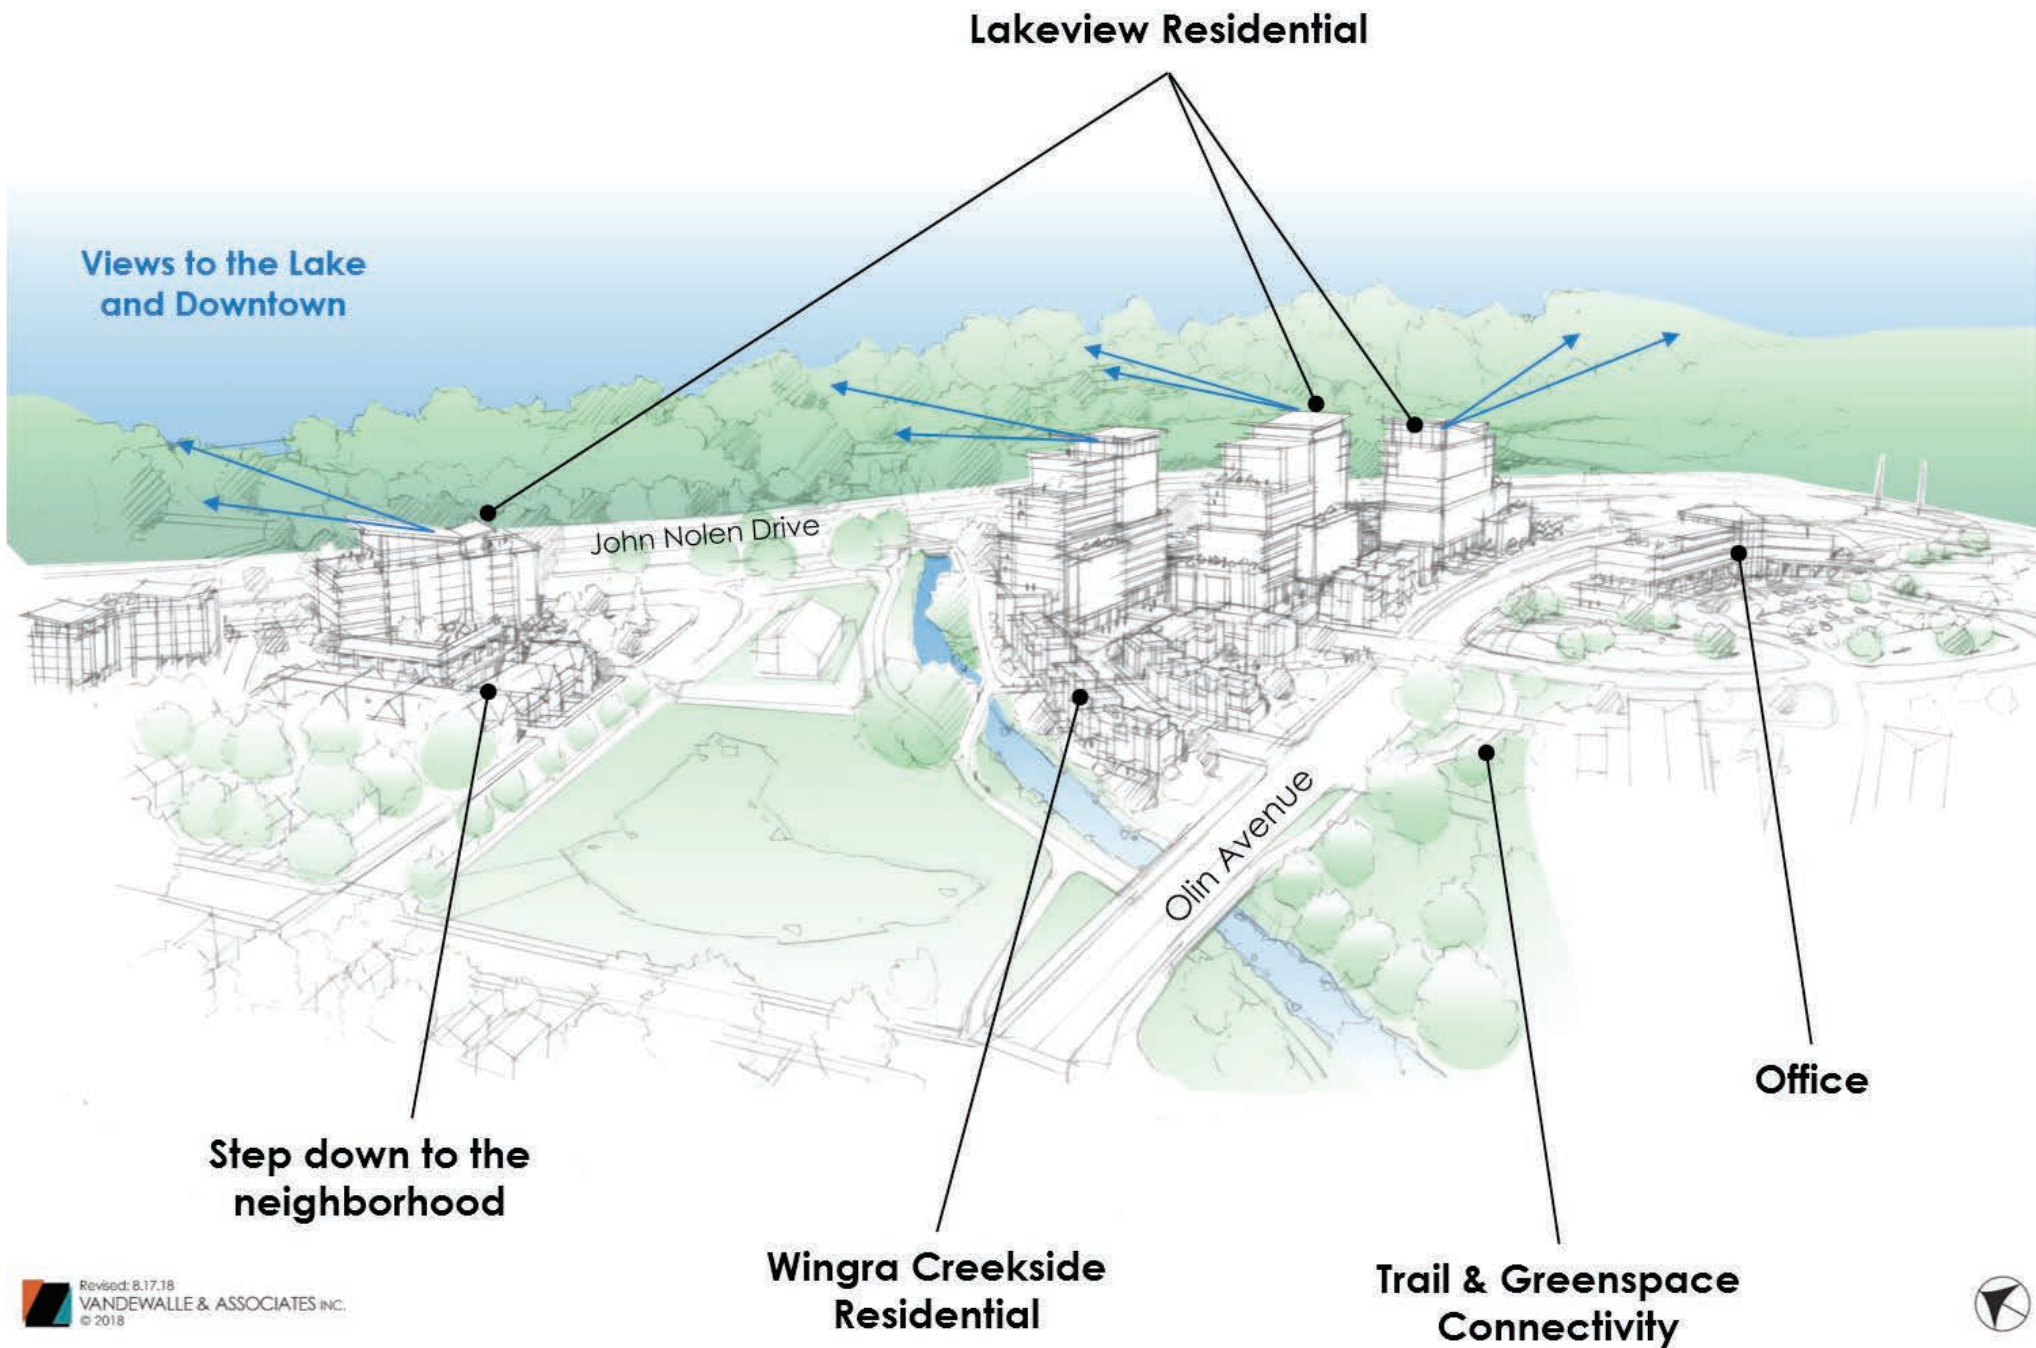 Lakeview Residential
Views to the Lake
and Downtown
John Nolen Drive
Olin Avenue
Office
Step down to the
neighborhood
Wingra Creekside
Residential
Trail & Greenspace
Connectivity
Revised: 8.17.18
VANDEWALLE & ASSOCIATES INC.
© 2018